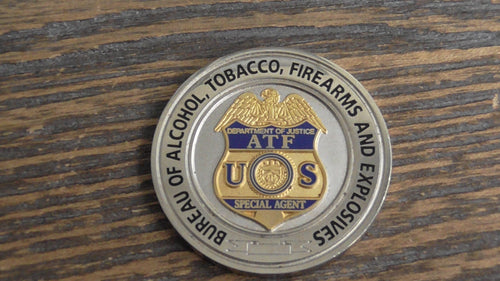 BUREAU OF ALCOHOL, TOBACCO, FIREARMS AND EXPLOSIVES
DEPARTMENT OF JUSTICE
ATF
U S
SPECIAL AGENT